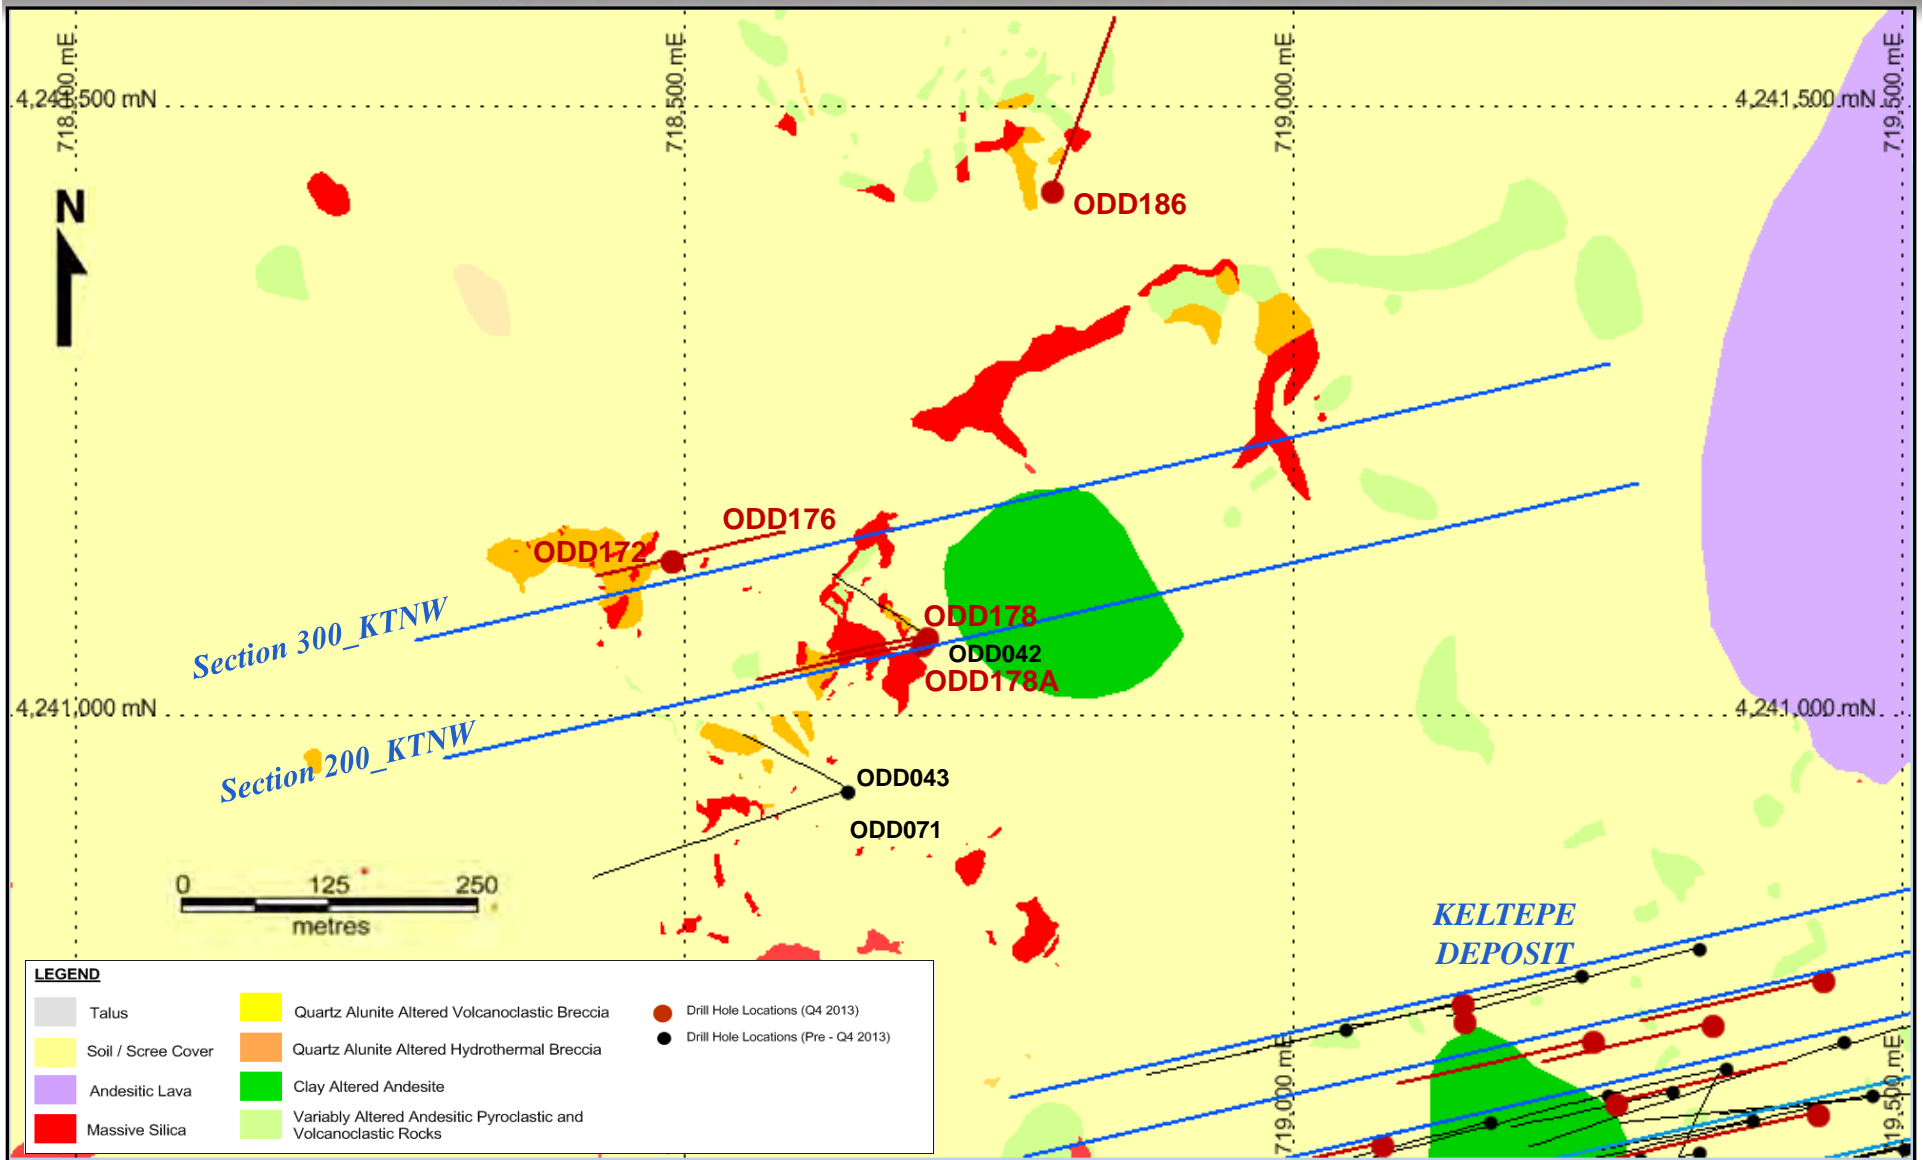 718,000 mE
718,500 mE
719,000 mE
719,500 mE
4,241,500 mN
4,241,500 mN
N
ODD186
ODD176
ODD172
Section 300_KTNW
ODD178
ODD042
ODD178A
4,241,000 mN
4,241,000 mN
Section 200_KTNW
ODD043
ODD071
0 125 250
metres
KELTEPE
DEPOSIT
719,000 mE
719,500 mE
LEGEND
Talus
Soil / Scree Cover
Andesitic Lava
Massive Silica
Quartz Alunite Altered Volcanoclastic Breccia
Quartz Alunite Altered Hydrothermal Breccia
Clay Altered Andesite
Variably Altered Andesitic Pyroclastic and
Volcanoclastic Rocks
Drill Hole Locations (Q4 2013)
Drill Hole Locations (Pre - Q4 2013)